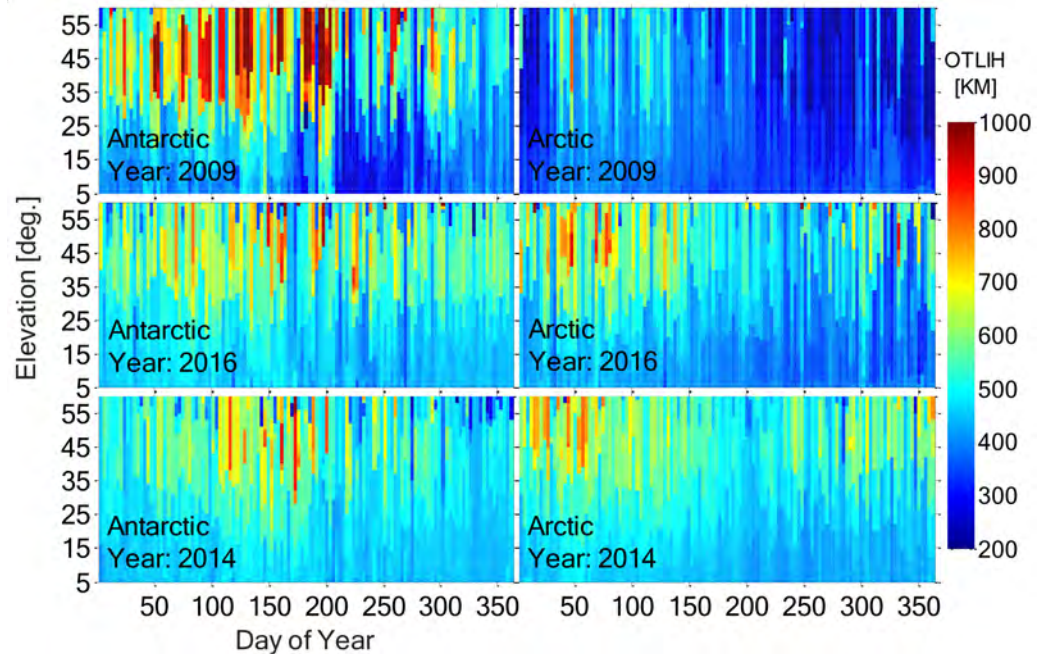 55
45
35
25
15
5
Antarctic
Year: 2009
Arctic
Year: 2009
OTLIH
[KM]
1000
900
800
700
600
500
400
300
200
Elevation [deg.]
55
45
35
25
15
5
Antarctic
Year: 2016
Arctic
Year: 2016
55
45
35
25
15
5
Antarctic
Year: 2014
Arctic
Year: 2014
50 100 150 200 250 300 350
50 100 150 200 250 300 350
Day of Year